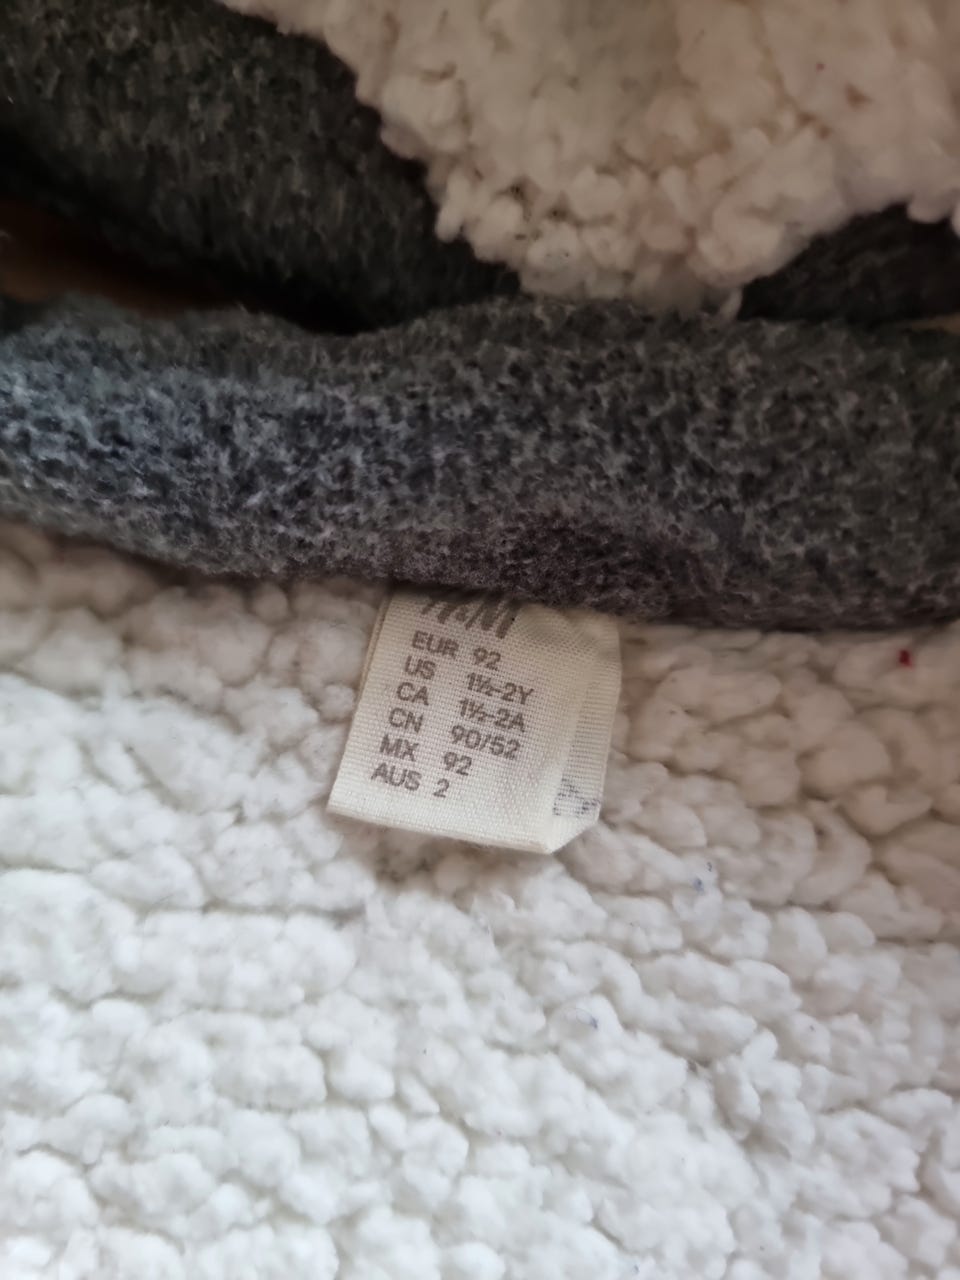 H&M
EUR 92
US 1½-2Y
CA 1½-2A
CN 90/52
MX 92
AUS 2